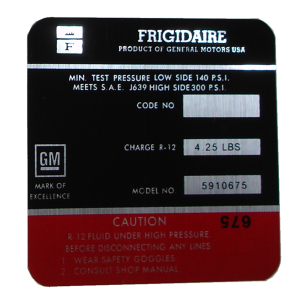 F
FRIGIDAIRE
PRODUCT OF GENERAL MOTORS USA
MIN. TEST PRESSURE LOW SIDE 140 P.S.I.
MEETS S.A.E. J639 HIGH SIDE 300 P.S.I.
CODE NO
CHARGE R-12 4.25 LBS
GM
MARK OF
EXCELLENCE
MODEL NO. 5910675
675
CAUTION
R-12 FLUID UNDER HIGH PRESSURE
BEFORE DISCONNECTING ANY LINES
1. WEAR SAFETY GOGGLES
2. CONSULT SHOP MANUAL